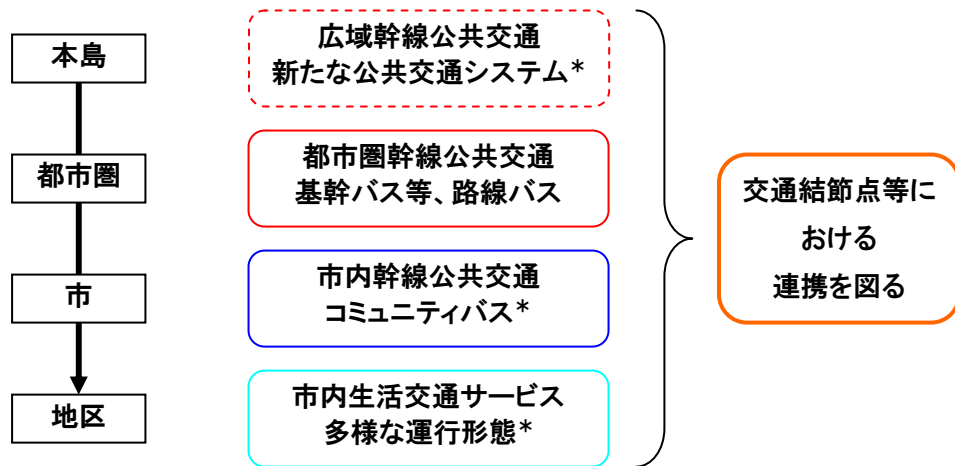 本島
広域幹線公共交通
新たな公共交通システム*
都市圏
都市圏幹線公共交通
基幹バス等、路線バス
市
市内幹線公共交通
コミュニティバス*
地区
市内生活交通サービス
多様な運行形態*
交通結節点等に
おける
連携を図る